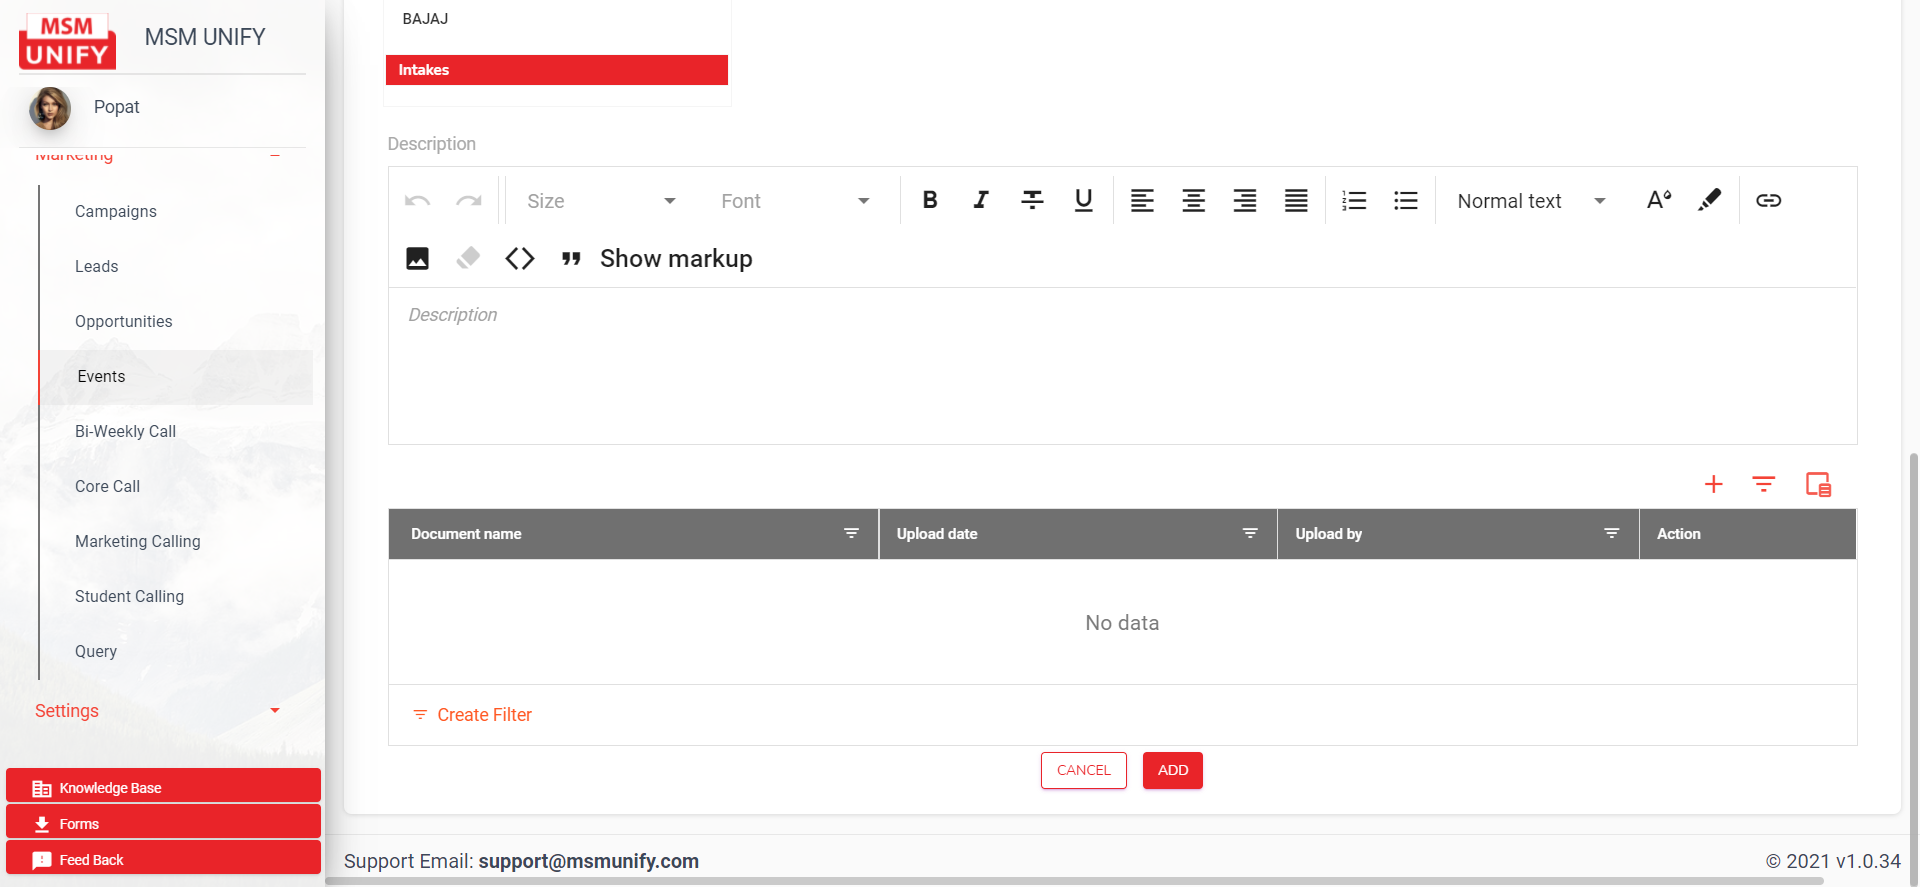 MSM
UNIFY
MSM UNIFY
Popat
Marketing
Campaigns
Leads
Opportunities
Events
Bi-Weekly Call
Core Call
Marketing Calling
Student Calling
Query
Settings
Knowledge Base
Forms
Feed Back
BAJAJ
Intakes
Description
Size Font B I U Normal text A
Show markup
Description
Document name Upload date Upload by Action
No data
Create Filter
CANCEL ADD
Support Email: support@msmunify.com
© 2021 v1.0.34